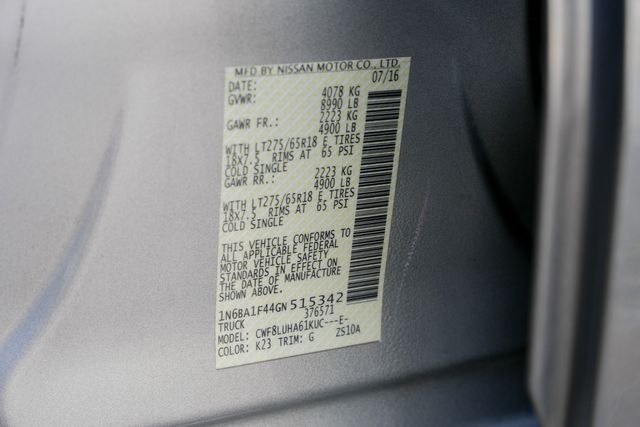 MFD BY NISSAN MOTOR CO., LTD.
DATE: 07/16
GVWR: 4078 KG
8990 LB
GAWR FR.: 2223 KG
4900 LB
WITH LT275/65R18 E TIRES
18X7.5 RIMS AT 65 PSI
COLD SINGLE
GAWR RR.: 2223 KG
4900 LB
WITH LT275/65R18 E TIRES
18X7.5 RIMS AT 65 PSI
COLD SINGLE
THIS VEHICLE CONFORMS TO
ALL APPLICABLE FEDERAL
MOTOR VEHICLE SAFETY
STANDARDS IN EFFECT ON
THE DATE OF MANUFACTURE
SHOWN ABOVE.
1N6BA1F44GN515342
TRUCK 376571
MODEL: CWF8LUHA61KUC---E-
COLOR: K23 TRIM: G ZS10A